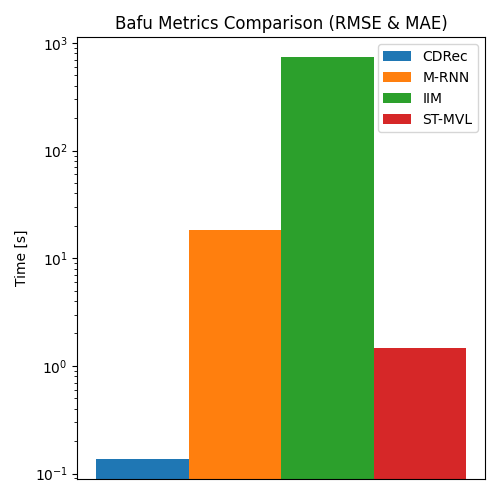 Bafu Metrics Comparison (RMSE & MAE)
Time [s]
10³
10²
10¹
10⁰
10⁻¹
CDRec
M-RNN
IIM
ST-MVL